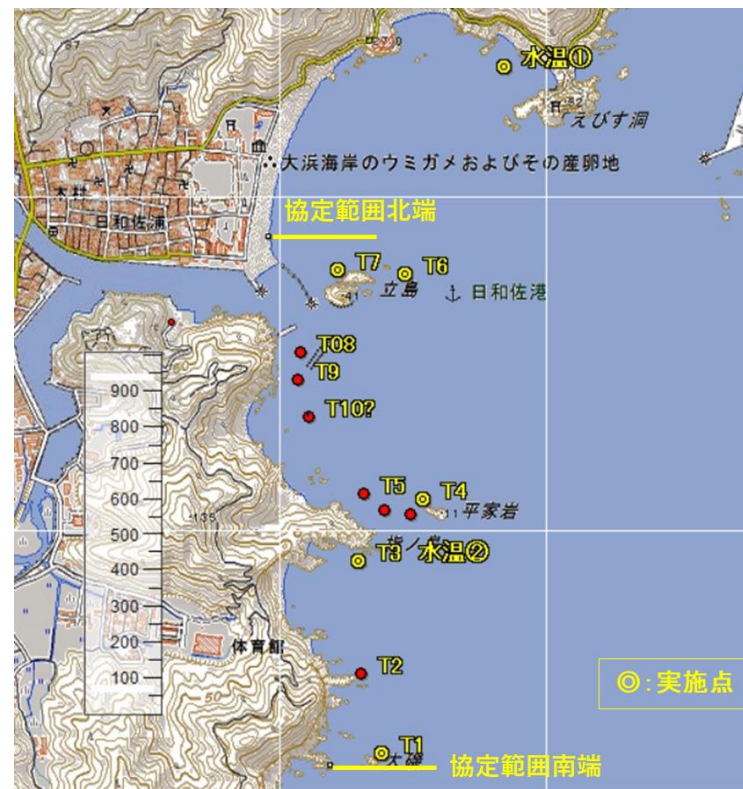 水温①
えびす洞
大浜海岸のウミガメおよびその産卵地
本村
日和佐浦
協定範囲北端
T7
T6
立島
日和佐港
T08
T9
T10?
900
800
700
600
500
400
300
200
100
T5
T4
平家岩
T3
水温②
体育館
T2
50
◎:実施点
T1
大磯
協定範囲南端